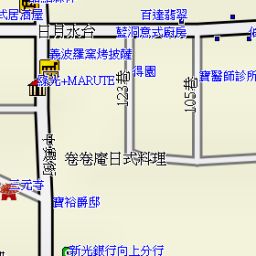 式居酒屋
百達翡翠
日月水台
藍洞意式廚房
義波羅窯烤披薩
得園
寶醫師診所
陽光+MARUTE
123巷
105巷
卷卷庵日式料理
三元寺
寶裕爵邸
新光銀行向上分行